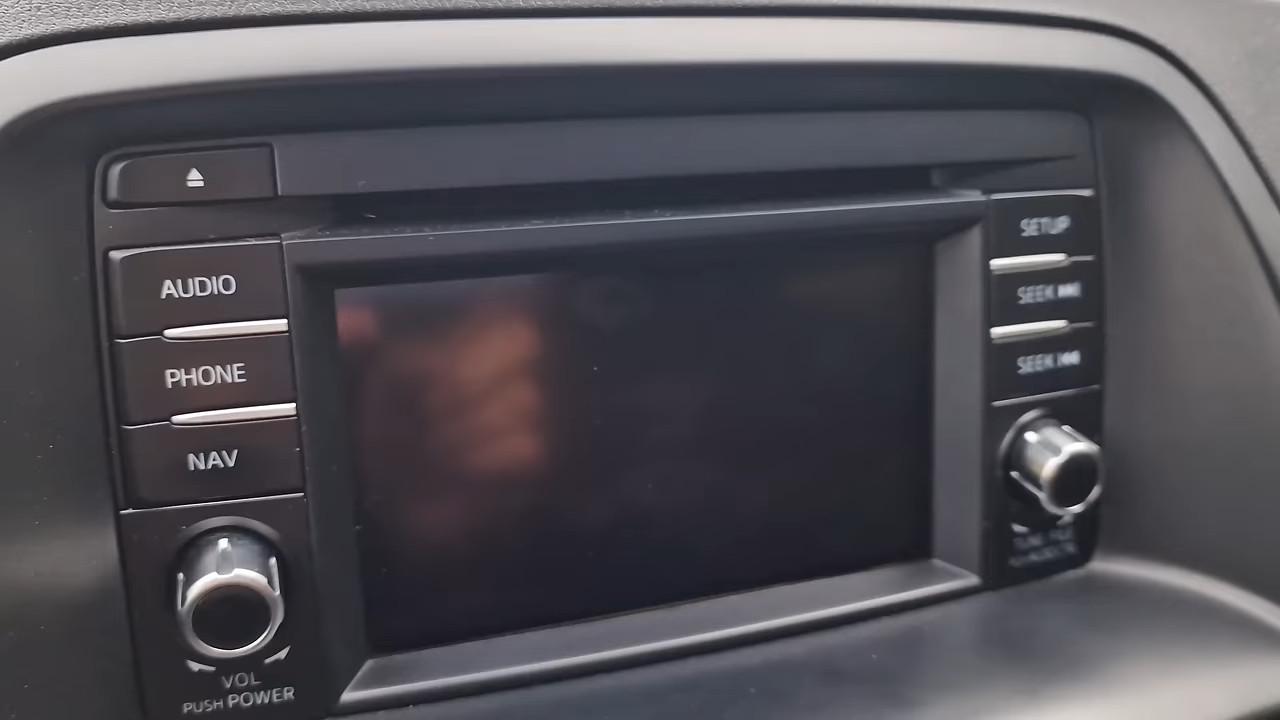 AUDIO
PHONE
NAV
VOL
PUSH POWER
SETUP
SEEK
SEEK